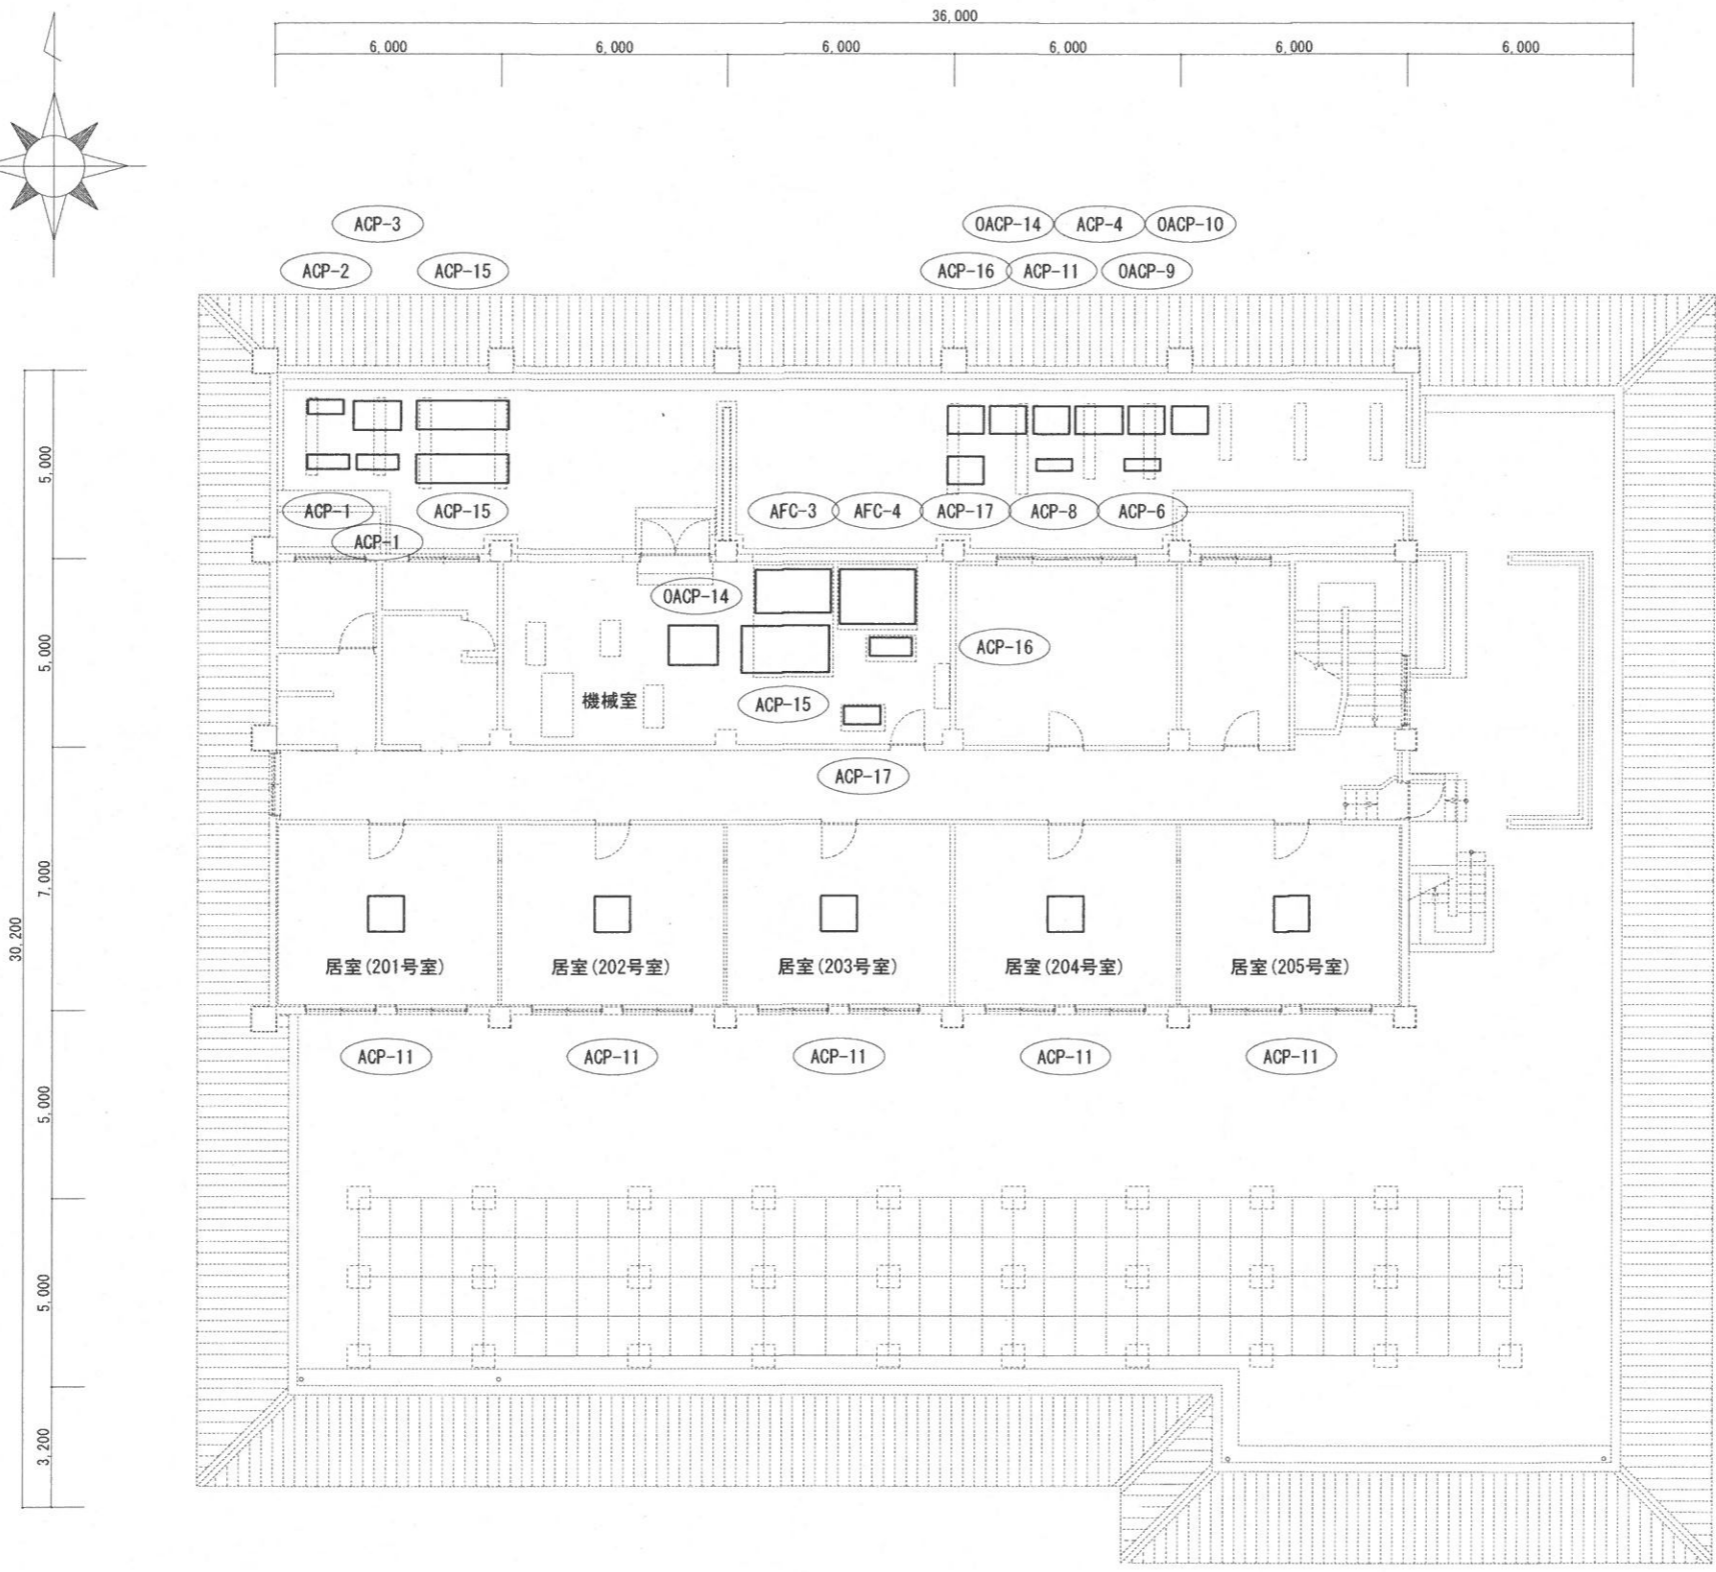 36,000
6,000 6,000 6,000 6,000 6,000 6,000
ACP-3 OACP-14 ACP-4 OACP-10
ACP-2 ACP-15 ACP-16 ACP-11 OACP-9
5,000
ACP-1 ACP-15 AFC-3 AFC-4 ACP-17 ACP-8 ACP-6
ACP-1
OACP-14
5,000
ACP-16
機械室
ACP-15
ACP-17
7,000
30,200
居室(201号室) 居室(202号室) 居室(203号室) 居室(204号室) 居室(205号室)
ACP-11 ACP-11 ACP-11 ACP-11 ACP-11
5,000
5,000
3,200